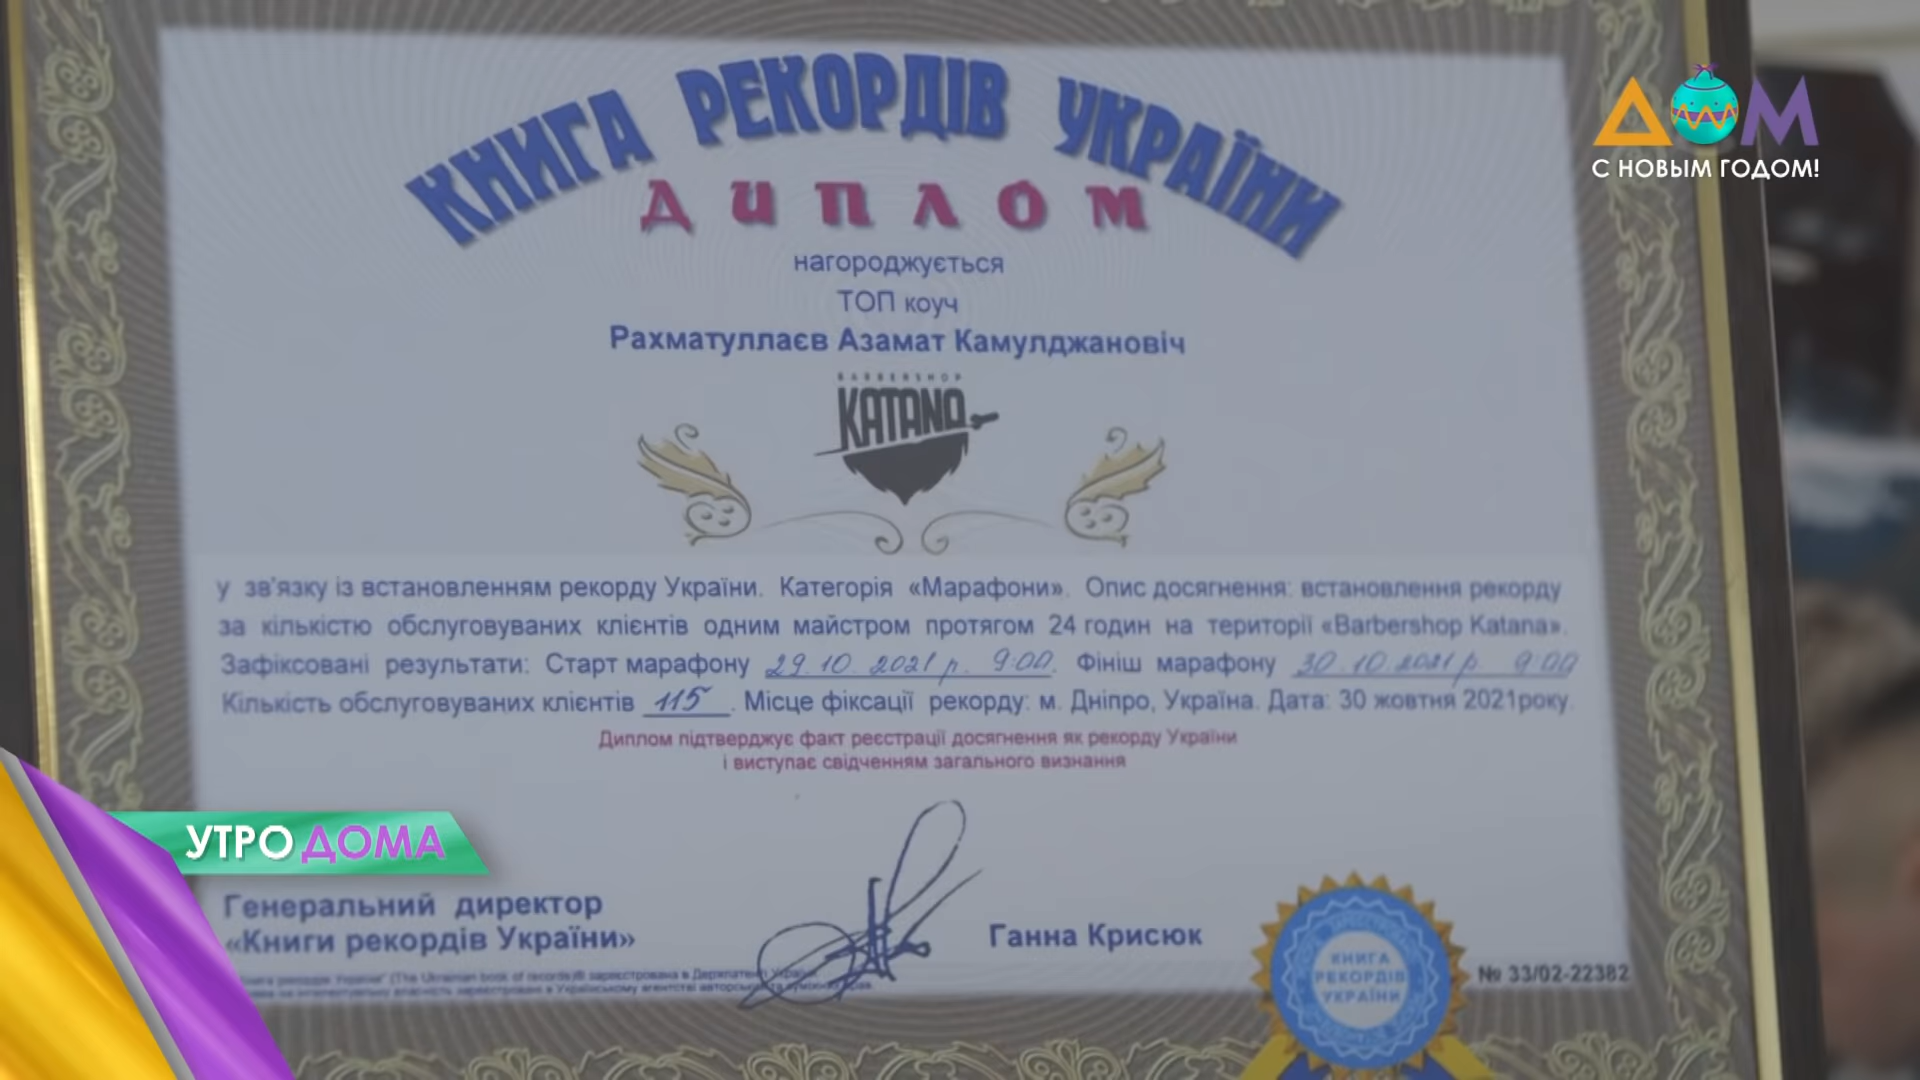 КНИГА РЕКОРДІВ УКРАЇНИ
ДИПЛОМ
нагороджується
ТОП коуч
Рахматуллаєв Азамат Камулджановіч
BARBERSHOP
KATANA
у зв'язку із встановленням рекорду України. Категорія «Марафони». Опис досягнення: встановлення рекорду
за кількістю обслуговуваних клієнтів одним майстром протягом 24 годин на території «Barbershop Katana».
Зафіксовані результати: Старт марафону 29.10.2021 р. 9:00. Фініш марафону 30.10.2021 р. 9:00
Кількість обслуговуваних клієнтів 115. Місце фіксації рекорду: м. Дніпро, Україна. Дата: 30 жовтня 2021року.
Диплом підтверджує факт реєстрації досягнення як рекорду України
і виступає свідченням загального визнання
Генеральний директор
«Книги рекордів України»
Ганна Крисюк
КНИГА
РЕКОРДІВ
УКРАЇНИ
№ 33/02-22382
ДОМ
С НОВЫМ ГОДОМ!
УТРО ДОМА